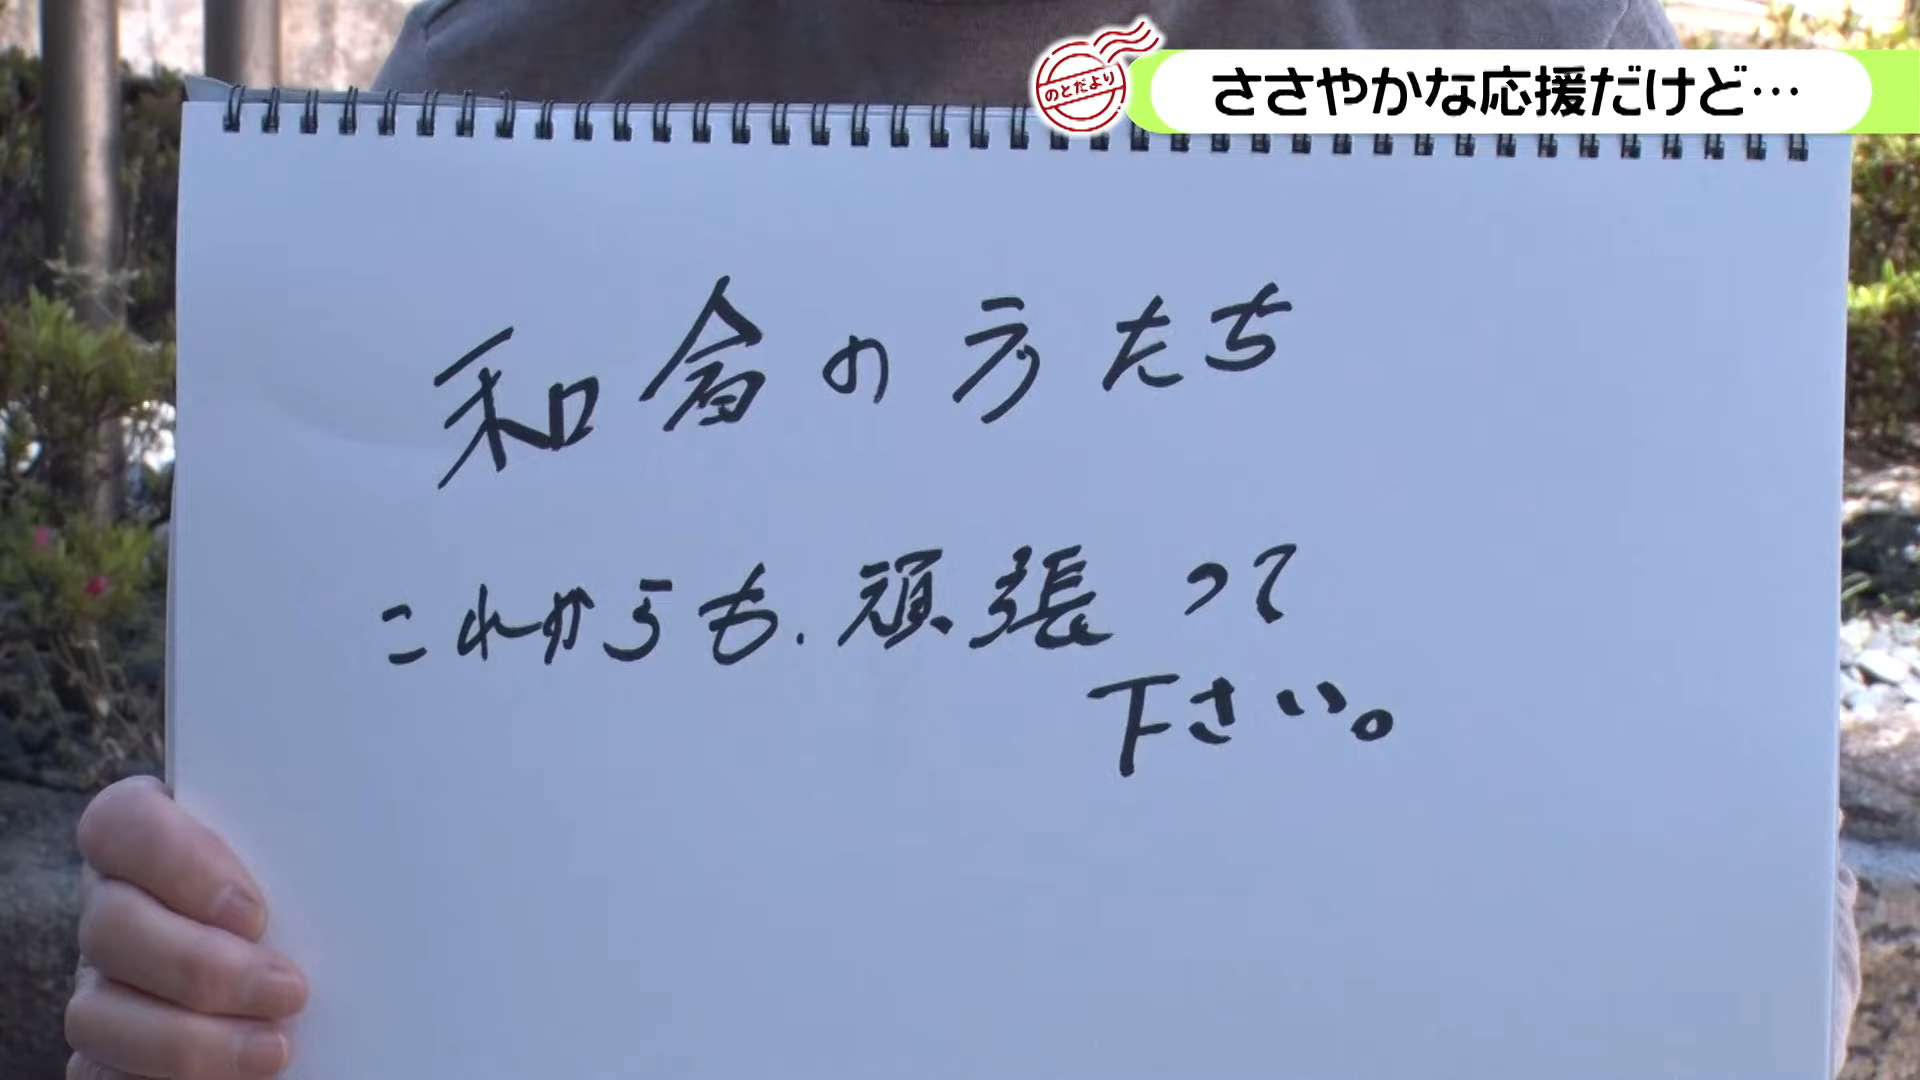 のとだより
ささやかな応援だけど…
和倉の方たち
これからも.頑張って
下さい。